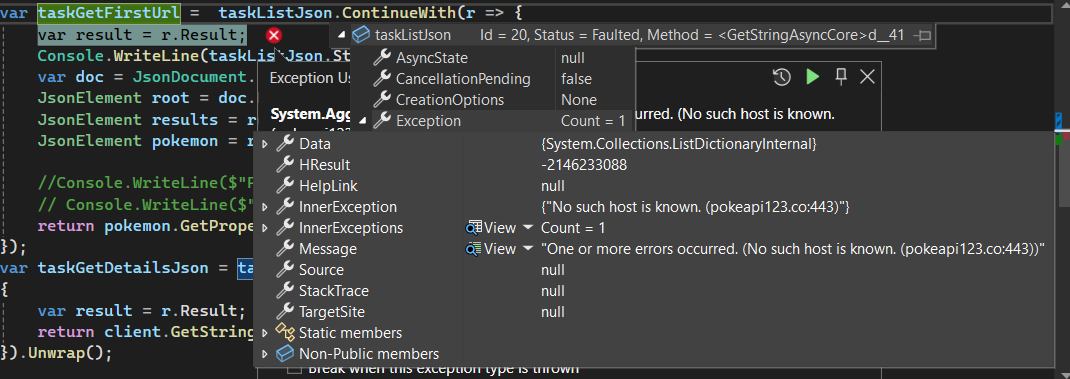 var taskGetFirstUrl = taskListJson.ContinueWith(r => {
var result = r.Result;
taskListJson Id = 20, Status = Faulted, Method = <GetStringAsyncCore>d__41
Console.WriteLine(taskLis Json.St
AsyncState null
var doc = JsonDocument.
Exception Us
CancellationPending false
JsonElement root = doc.
CreationOptions None
System.Agg
urred. (No such host is known.
JsonElement results = r
Exception Count = 1
JsonElement pokemon = r
Data {System.Collections.ListDictionaryInternal}
HResult -2146233088
//Console.WriteLine($"P
HelpLink null
// Console.WriteLine($"
InnerException {"No such host is known. (pokeapi123.co:443)"}
return pokemon.GetPrope
InnerExceptions View Count = 1
});
Message View "One or more errors occurred. (No such host is known. (pokeapi123.co:443))"
var taskGetDetailsJson = ta
Source null
{
StackTrace null
var result = r.Result;
TargetSite null
return client.GetString
Static members
}).Unwrap();
Non-Public members
Break when this exception type is thrown